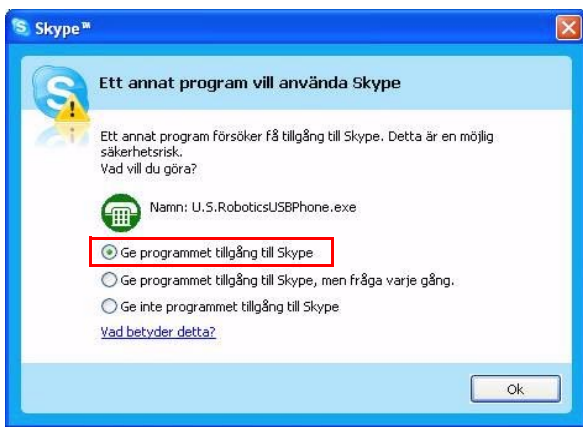 Skype™
Ett annat program vill använda Skype
Ett annat program försöker få tillgång till Skype. Detta är en möjlig
säkerhetsrisk.
Vad vill du göra?
Namn: U.S.RoboticsUSBPhone.exe
Ge programmet tillgång till Skype
Ge programmet tillgång till Skype, men fråga varje gång.
Ge inte programmet tillgång till Skype
Vad betyder detta?
Ok